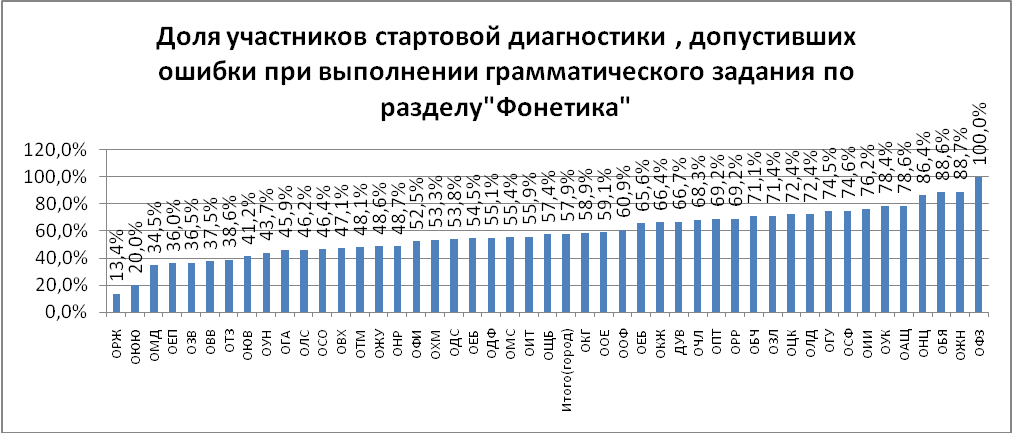 Доля участников стартовой диагностики , допустивших
ошибки при выполнении грамматического задания по
разделу"Фонетика"
120,0%
100,0%
80,0%
60,0%
40,0%
20,0%
0,0%
13,4%
20,0%
34,5%
36,0%
36,5%
37,5%
38,6%
41,2%
43,7%
45,9%
46,2%
46,4%
47,1%
48,1%
48,6%
48,7%
52,5%
53,3%
53,8%
54,5%
55,1%
55,4%
55,9%
57,4%
57,9%
58,9%
59,1%
60,9%
65,6%
66,4%
66,7%
68,3%
69,2%
69,2%
71,1%
71,4%
72,4%
72,4%
74,5%
74,6%
76,2%
78,4%
78,6%
86,4%
88,6%
88,7%
100,0%
ОРЖ
ОЮЮ
ОМД
ОЕП
ОЗВ
ОВВ
ОТЗ
ОЮВ
ОУН
ОГА
ОЛС
ОСО
ОВХ
ОТМ
ОЖУ
ОНР
ОФИ
ОХМ
ОДС
ОЕБ
ОДФ
ОМС
ОИТ
ОЩБ
Итого(город)
ОКГ
ООЕ
ООФ
ОЕБ
ОКЖ
ДУВ
ОЧЛ
ОПТ
ОРР
ОБЧ
ОЗЛ
ОЦК
ОЛД
ОГУ
ОСФ
ОИИ
ОУК
ОАЩ
ОНЦ
ОБЯ
ОЖН
ОФЗ